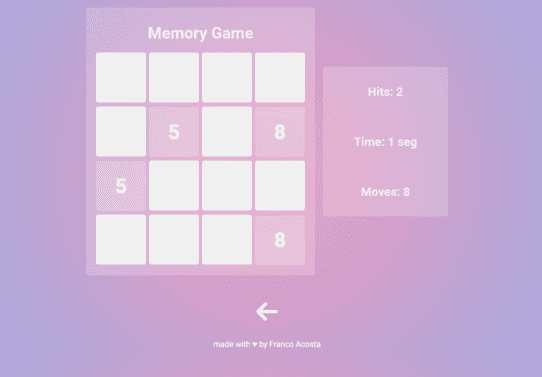 Memory Game
Hits: 2
5 8
Time: 1 seg
5
Moves: 8
8
made with ♥ by Franco Acosta